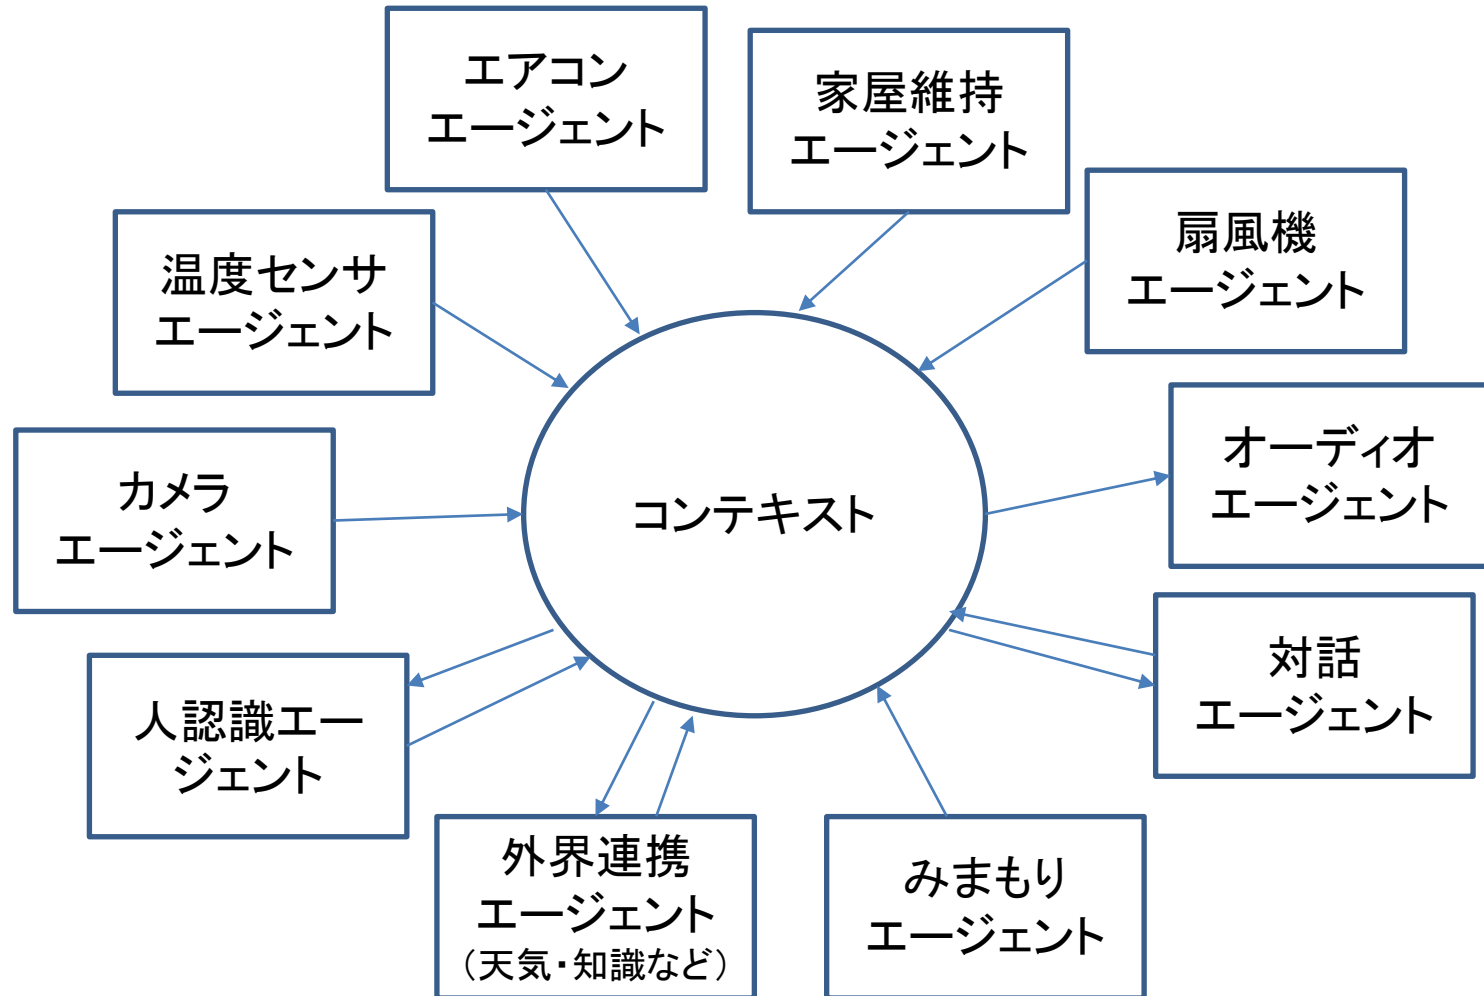 エアコン
エージェント
家屋維持
エージェント
扇風機
エージェント
温度センサ
エージェント
オーディオ
エージェント
カメラ
エージェント
コンテキスト
対話
エージェント
人認識エー
ジェント
外界連携
エージェント
（天気・知識など）
みまもり
エージェント